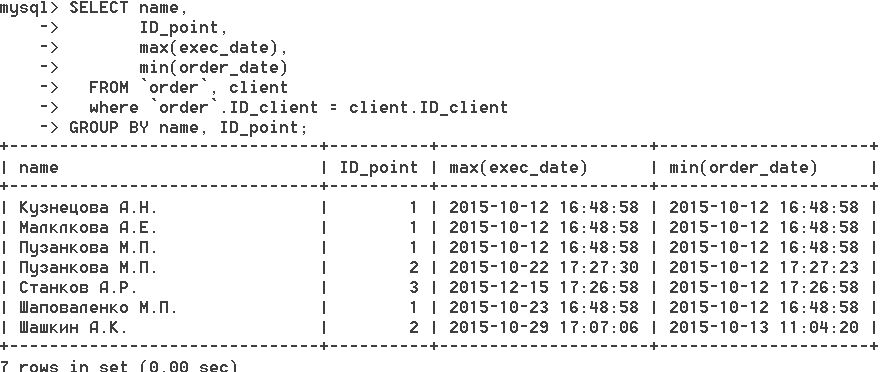 mysql> SELECT name,
    ->        ID_point,
    ->        max(exec_date),
    ->        min(order_date)
    ->   FROM `order`, client
    ->   where `order`.ID_client = client.ID_client
    -> GROUP BY name, ID_point;
+------------------------------+----------+---------------------+---------------------+
| name                         | ID_point | max(exec_date)      | min(order_date)     |
+------------------------------+----------+---------------------+---------------------+
| Кузнецова А.Н.               |        1 | 2015-10-12 16:48:58 | 2015-10-12 16:48:58 |
| Малклкова А.Е.               |        1 | 2015-10-12 16:48:58 | 2015-10-12 16:48:58 |
| Пузанкова М.П.               |        1 | 2015-10-12 16:48:58 | 2015-10-12 16:48:58 |
| Пузанкова М.П.               |        2 | 2015-10-22 17:27:30 | 2015-10-12 17:27:23 |
| Станков А.Р.                 |        3 | 2015-12-15 17:26:58 | 2015-10-12 17:26:58 |
| Шаповаленко М.П.             |        1 | 2015-10-23 16:48:58 | 2015-10-12 16:48:58 |
| Шашкин А.К.                  |        2 | 2015-10-29 17:07:06 | 2015-10-13 11:04:20 |
+------------------------------+----------+---------------------+---------------------+
7 rows in set (0.00 sec)